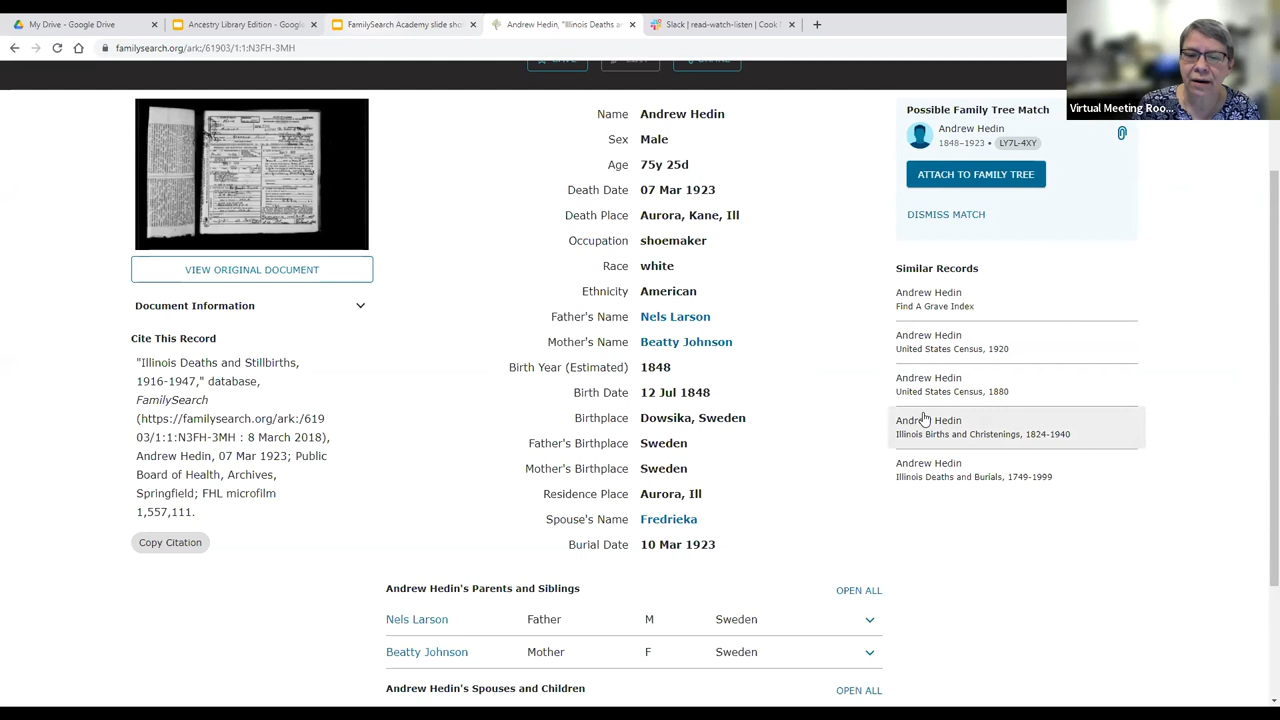 My Drive - Google Drive
Ancestry Library Edition - Goog
FamilySearch Academy slide sho
Andrew Hedin, "Illinois Deaths a
Slack | read-watch-listen | Cook
familysearch.org/ark:/61903/1:1:N3FH-3MH
Virtual Meeting Roo...
VIEW ORIGINAL DOCUMENT
Document Information
Cite This Record
"Illinois Deaths and Stillbirths,
1916-1947," database,
FamilySearch
(https://familysearch.org/ark:/619
03/1:1:N3FH-3MH : 8 March 2018),
Andrew Hedin, 07 Mar 1923; Public
Board of Health, Archives,
Springfield; FHL microfilm
1,557,111.
Copy Citation
Name Andrew Hedin
Sex Male
Age 75y 25d
Death Date 07 Mar 1923
Death Place Aurora, Kane, Ill
Occupation shoemaker
Race white
Ethnicity American
Father's Name Nels Larson
Mother's Name Beatty Johnson
Birth Year (Estimated) 1848
Birth Date 12 Jul 1848
Birthplace Dowsika, Sweden
Father's Birthplace Sweden
Mother's Birthplace Sweden
Residence Place Aurora, Ill
Spouse's Name Fredrieka
Burial Date 10 Mar 1923
Andrew Hedin's Parents and Siblings OPEN ALL
Nels Larson Father M Sweden
Beatty Johnson Mother F Sweden
Andrew Hedin's Spouses and Children OPEN ALL
Possible Family Tree Match
Andrew Hedin
1848–1923 • LY7L-4XY
ATTACH TO FAMILY TREE
DISMISS MATCH
Similar Records
Andrew Hedin
Find A Grave Index
Andrew Hedin
United States Census, 1920
Andrew Hedin
United States Census, 1880
Andrew Hedin
Illinois Births and Christenings, 1824-1940
Andrew Hedin
Illinois Deaths and Burials, 1749-1999